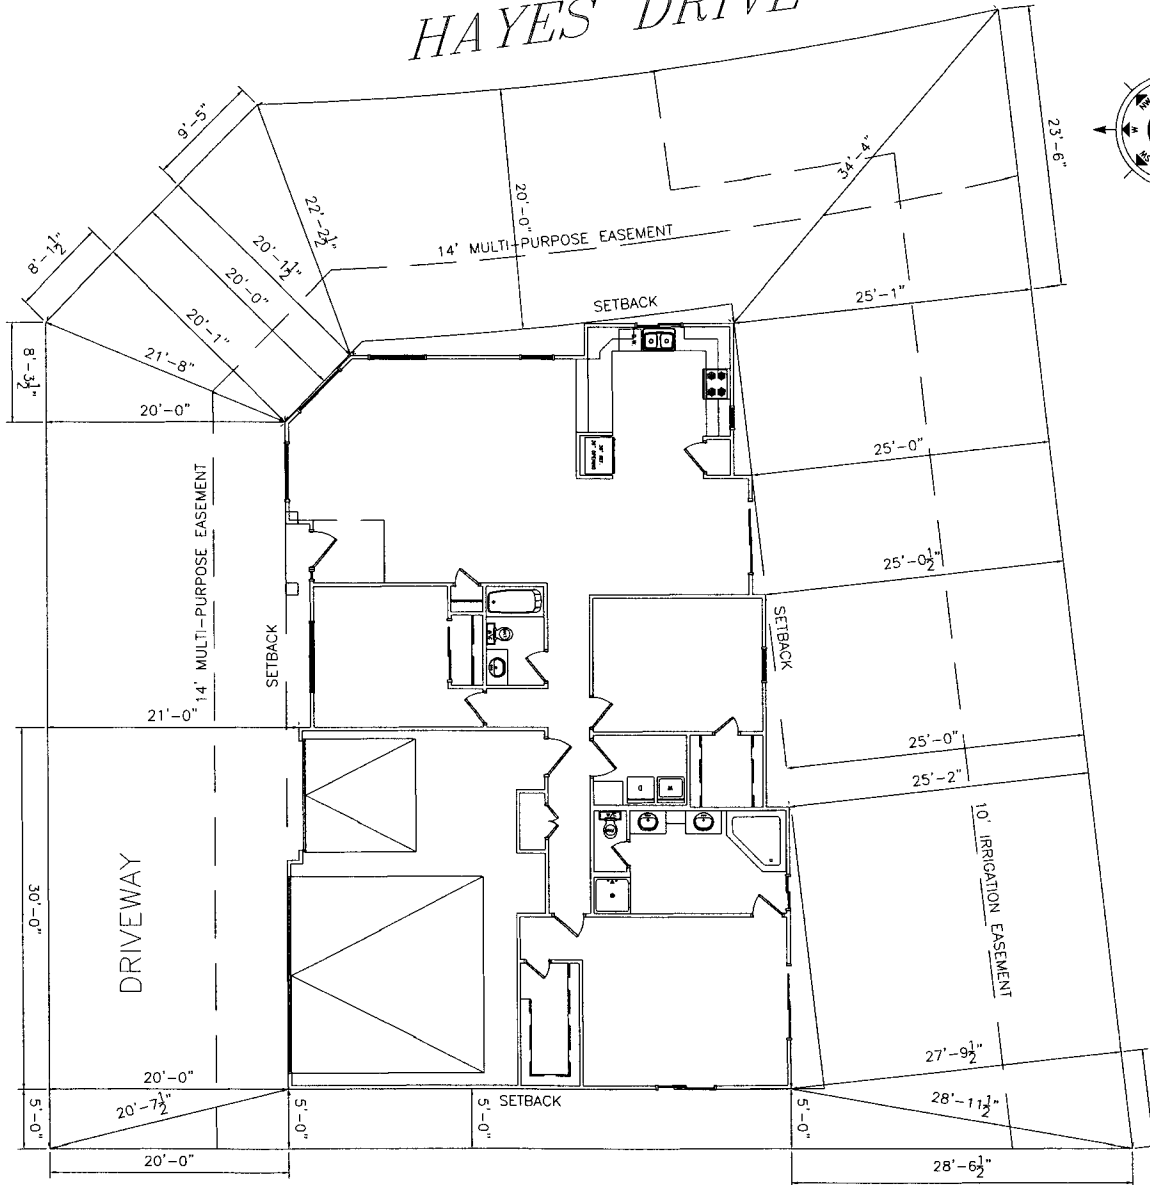 HAYES DRIVE
9'-5"
8'-1½"
22'-2½"
20'-1½"
20'-0"
20'-1"
21'-8"
20'-0"
8'-3½"
20'-0"
14' MULTI-PURPOSE EASEMENT
34'-4"
23'-6"
NW
W
SW
SETBACK
25'-1"
25'-0"
25'-0½"
14' MULTI-PURPOSE EASEMENT
SETBACK
SETBACK
21'-0"
25'-0"
25'-2"
D
W
10' IRRIGATION EASEMENT
DRIVEWAY
30'-0"
20'-0"
20'-7½"
5'-0"
20'-0"
5'-0"
5'-0"
SETBACK
5'-0"
27'-9½"
28'-11½"
28'-6½"